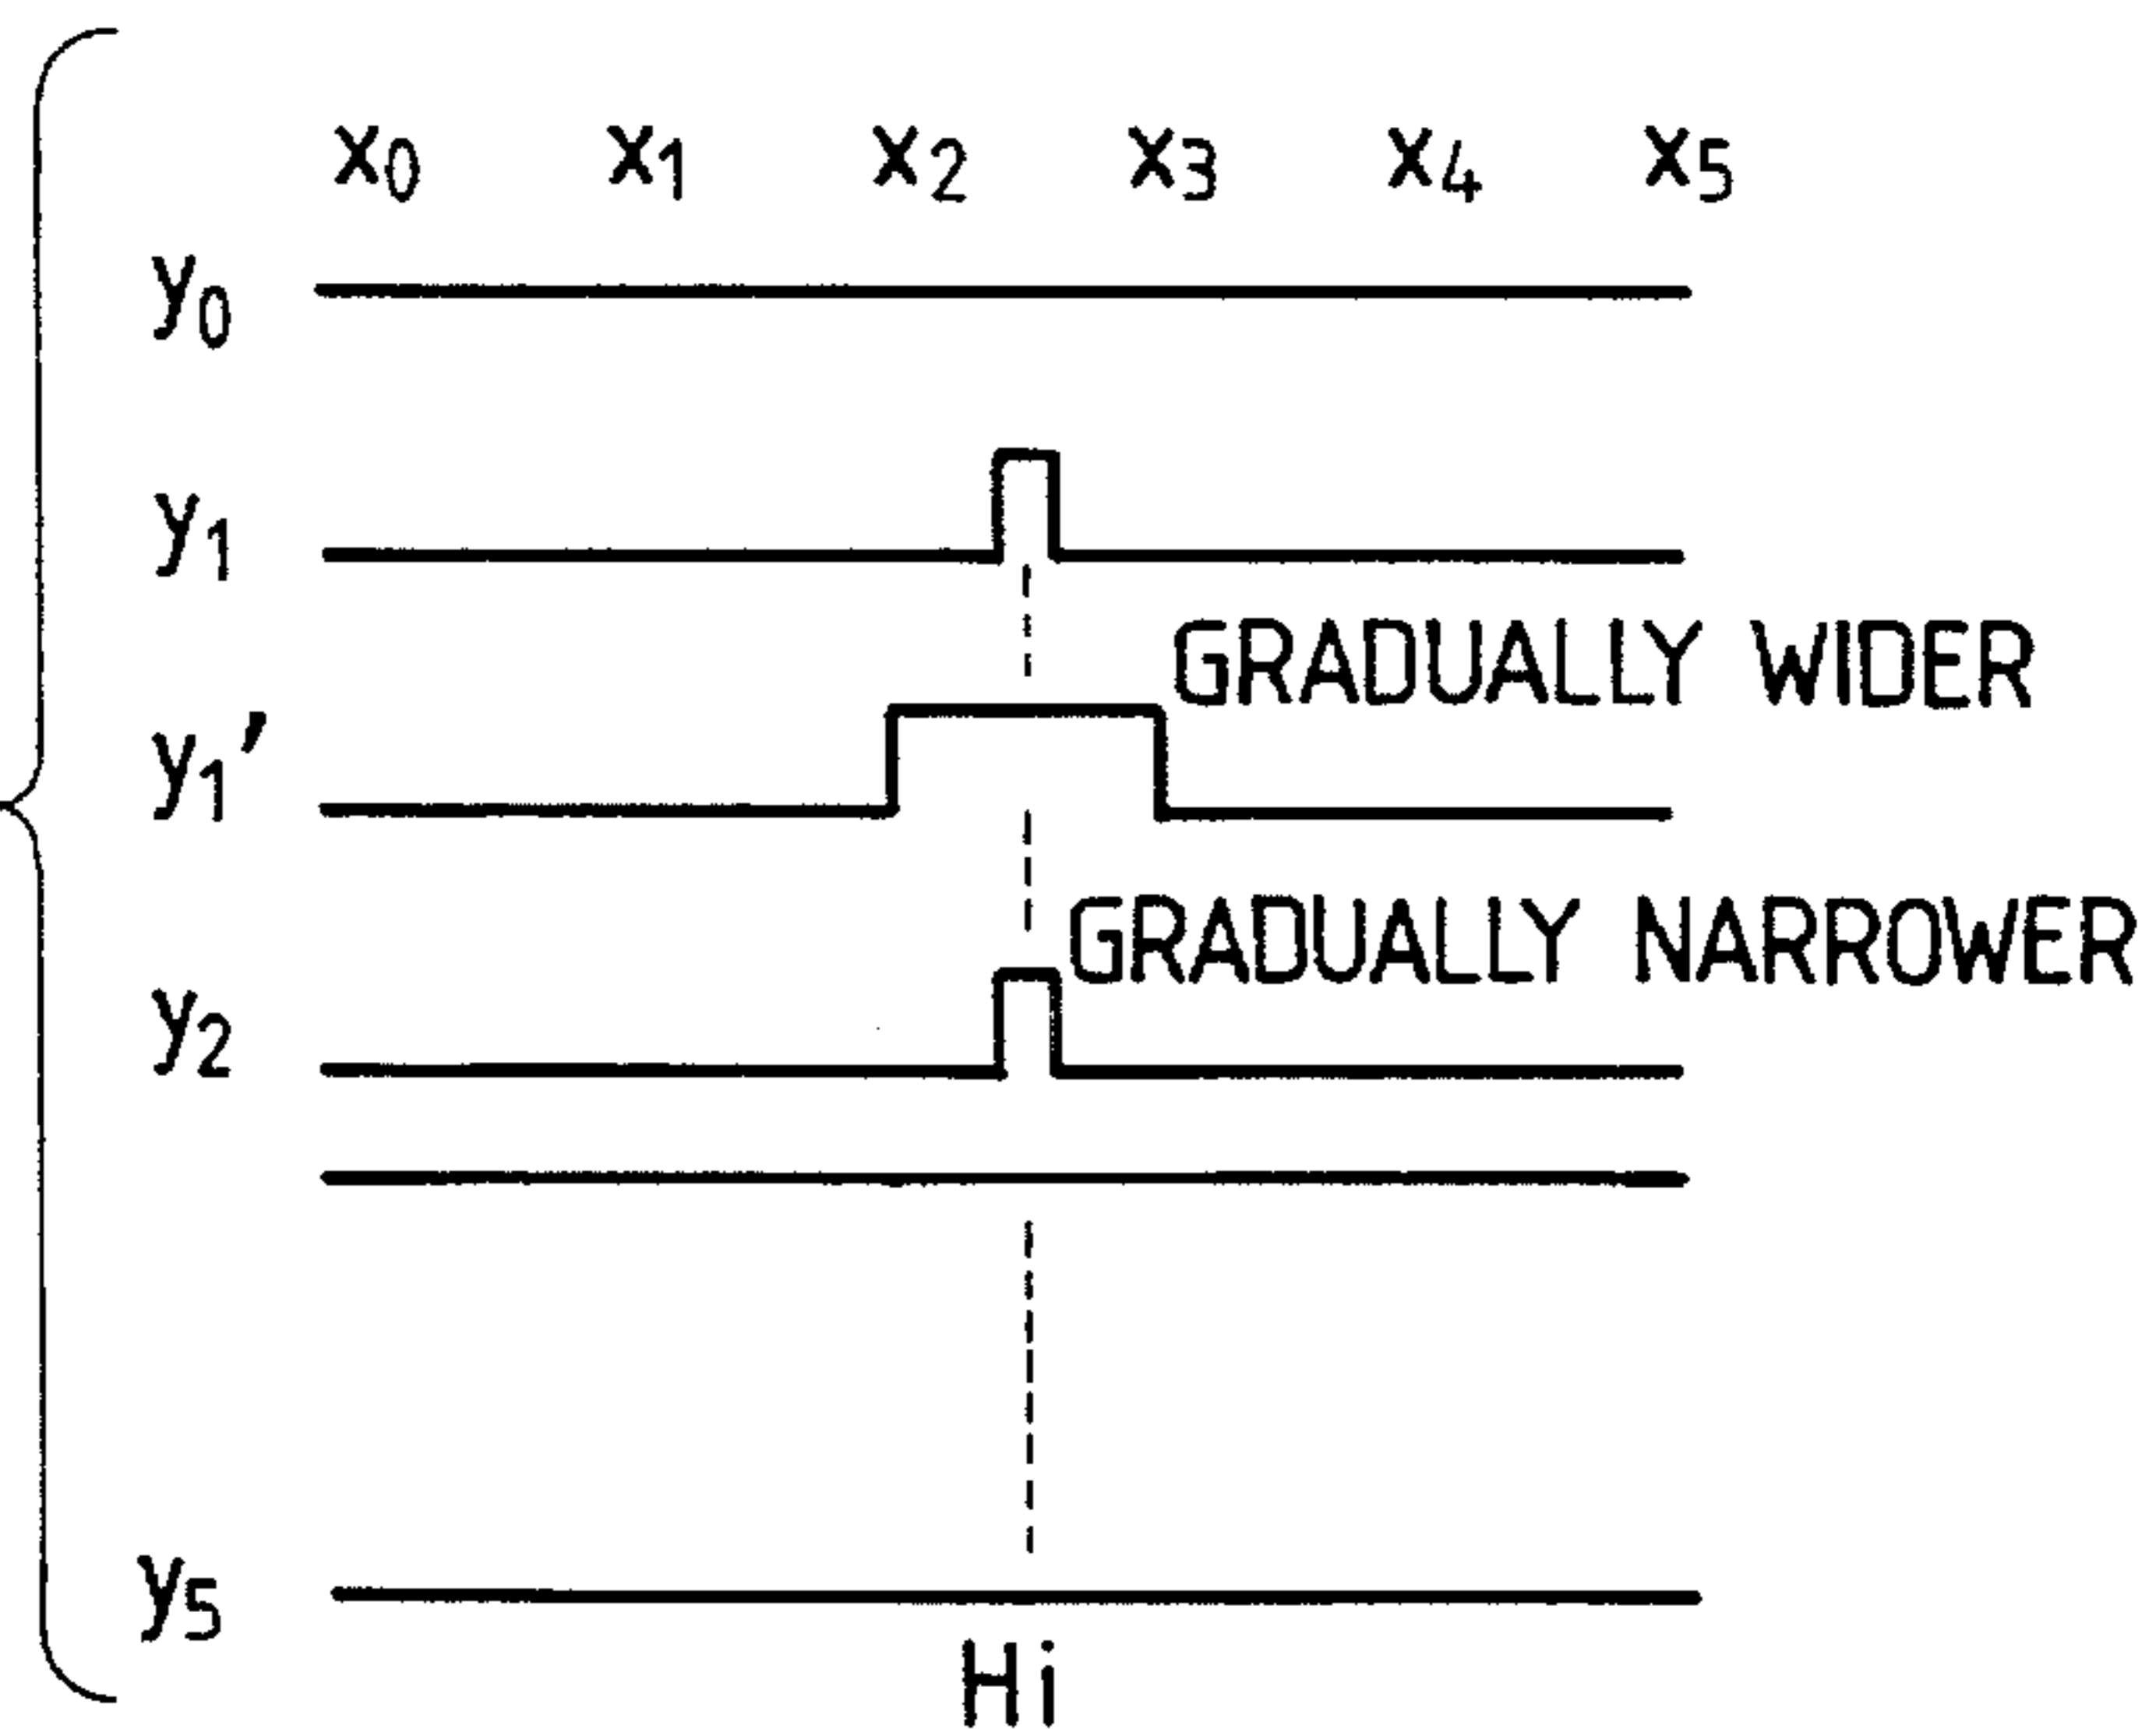 x0 x1 x2 x3 x4 x5
y0
y1
GRADUALLY WIDER
y1'
GRADUALLY NARROWER
y2
y5
Hi